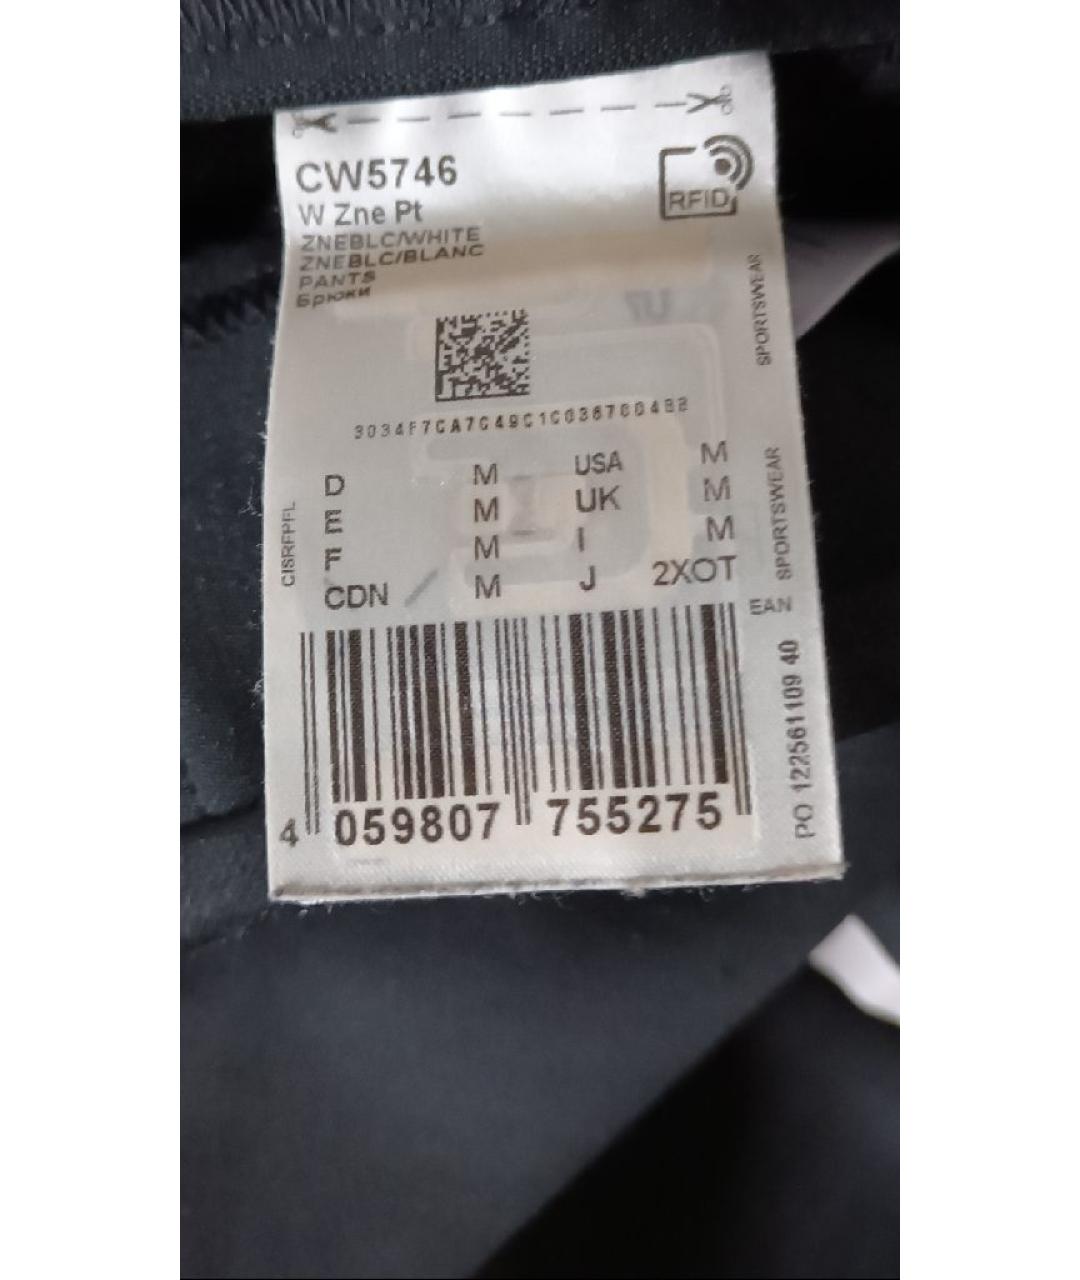 CW5746
RFID
W Zne Pt
ZNEBLC/WHITE
ZNEBLC/BLANC
PANTS
Брюки
SPORTSWEAR
D M USA M
E M UK M
F M I M
CDN M J 2XOT
CISRFPFL
SPORTSWEAR
EAN
4 059807 755275
PO 122561109 40